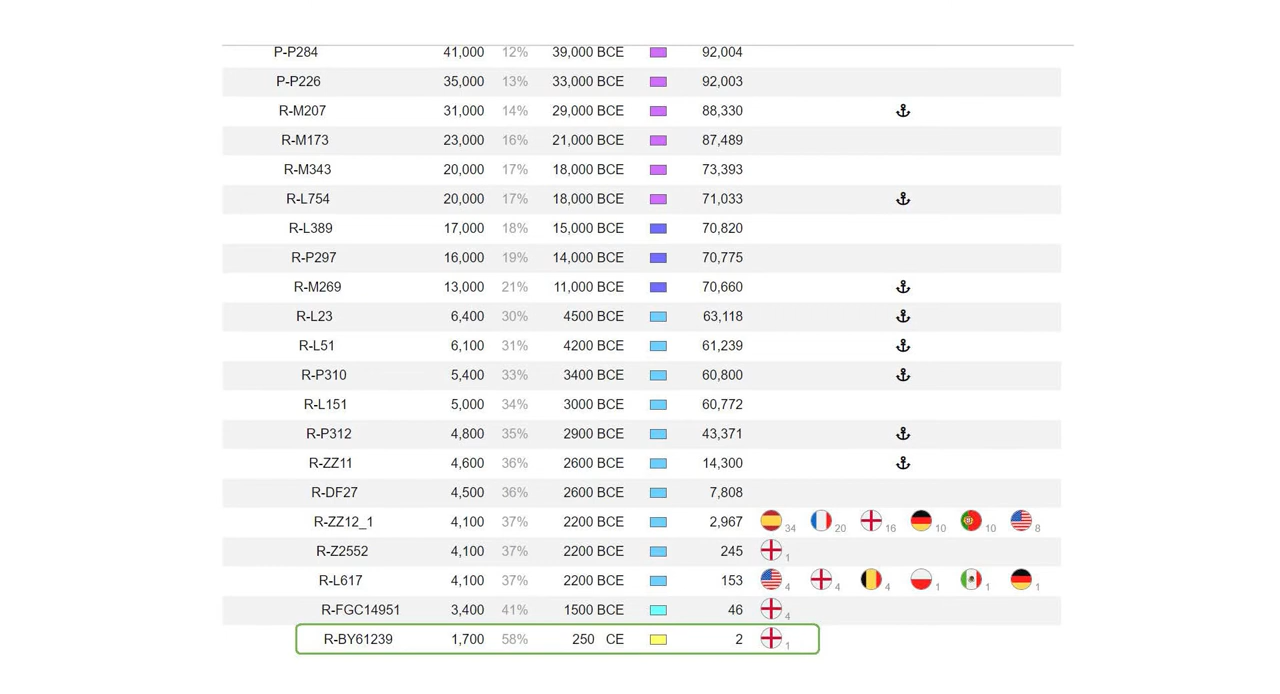 P-P284 41,000 12% 39,000 BCE 92,004
P-P226 35,000 13% 33,000 BCE 92,003
R-M207 31,000 14% 29,000 BCE 88,330
R-M173 23,000 16% 21,000 BCE 87,489
R-M343 20,000 17% 18,000 BCE 73,393
R-L754 20,000 17% 18,000 BCE 71,033
R-L389 17,000 18% 15,000 BCE 70,820
R-P297 16,000 19% 14,000 BCE 70,775
R-M269 13,000 21% 11,000 BCE 70,660
R-L23 6,400 30% 4500 BCE 63,118
R-L51 6,100 31% 4200 BCE 61,239
R-P310 5,400 33% 3400 BCE 60,800
R-L151 5,000 34% 3000 BCE 60,772
R-P312 4,800 35% 2900 BCE 43,371
R-ZZ11 4,600 36% 2600 BCE 14,300
R-DF27 4,500 36% 2600 BCE 7,808
R-ZZ12_1 4,100 37% 2200 BCE 2,967 34 20 16 10 10 8
R-Z2552 4,100 37% 2200 BCE 245 1
R-L617 4,100 37% 2200 BCE 153 4 4 4 1 1 1
R-FGC14951 3,400 41% 1500 BCE 46 4
R-BY61239 1,700 58% 250 CE 2 1